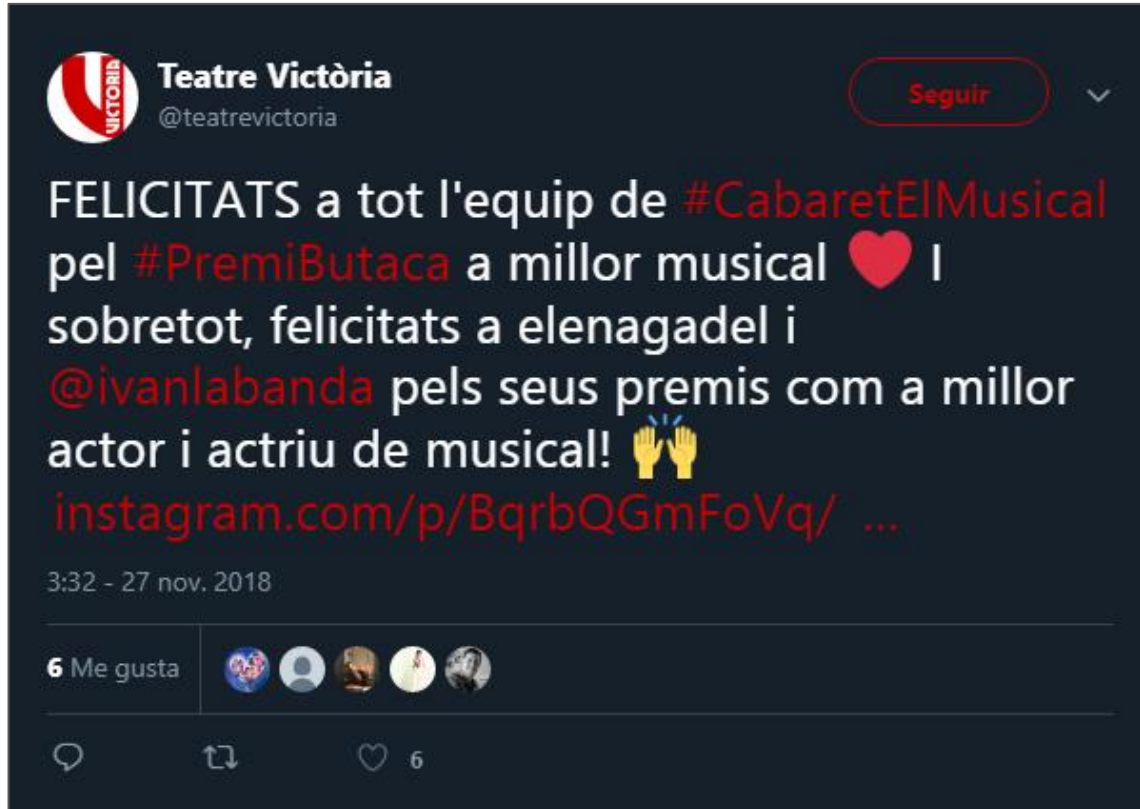 VICTORIA
Teatre Victòria
@teatrevictoria
Seguir
FELICITATS a tot l'equip de #CabaretElMusical
pel #PremiButaca a millor musical ❤️ I
sobretot, felicitats a elenagadel i
@ivanlabanda pels seus premis com a millor
actor i actriu de musical! 🙌
instagram.com/p/BqrbQGmFoVq/ ...
3:32 - 27 nov. 2018
6 Me gusta
6